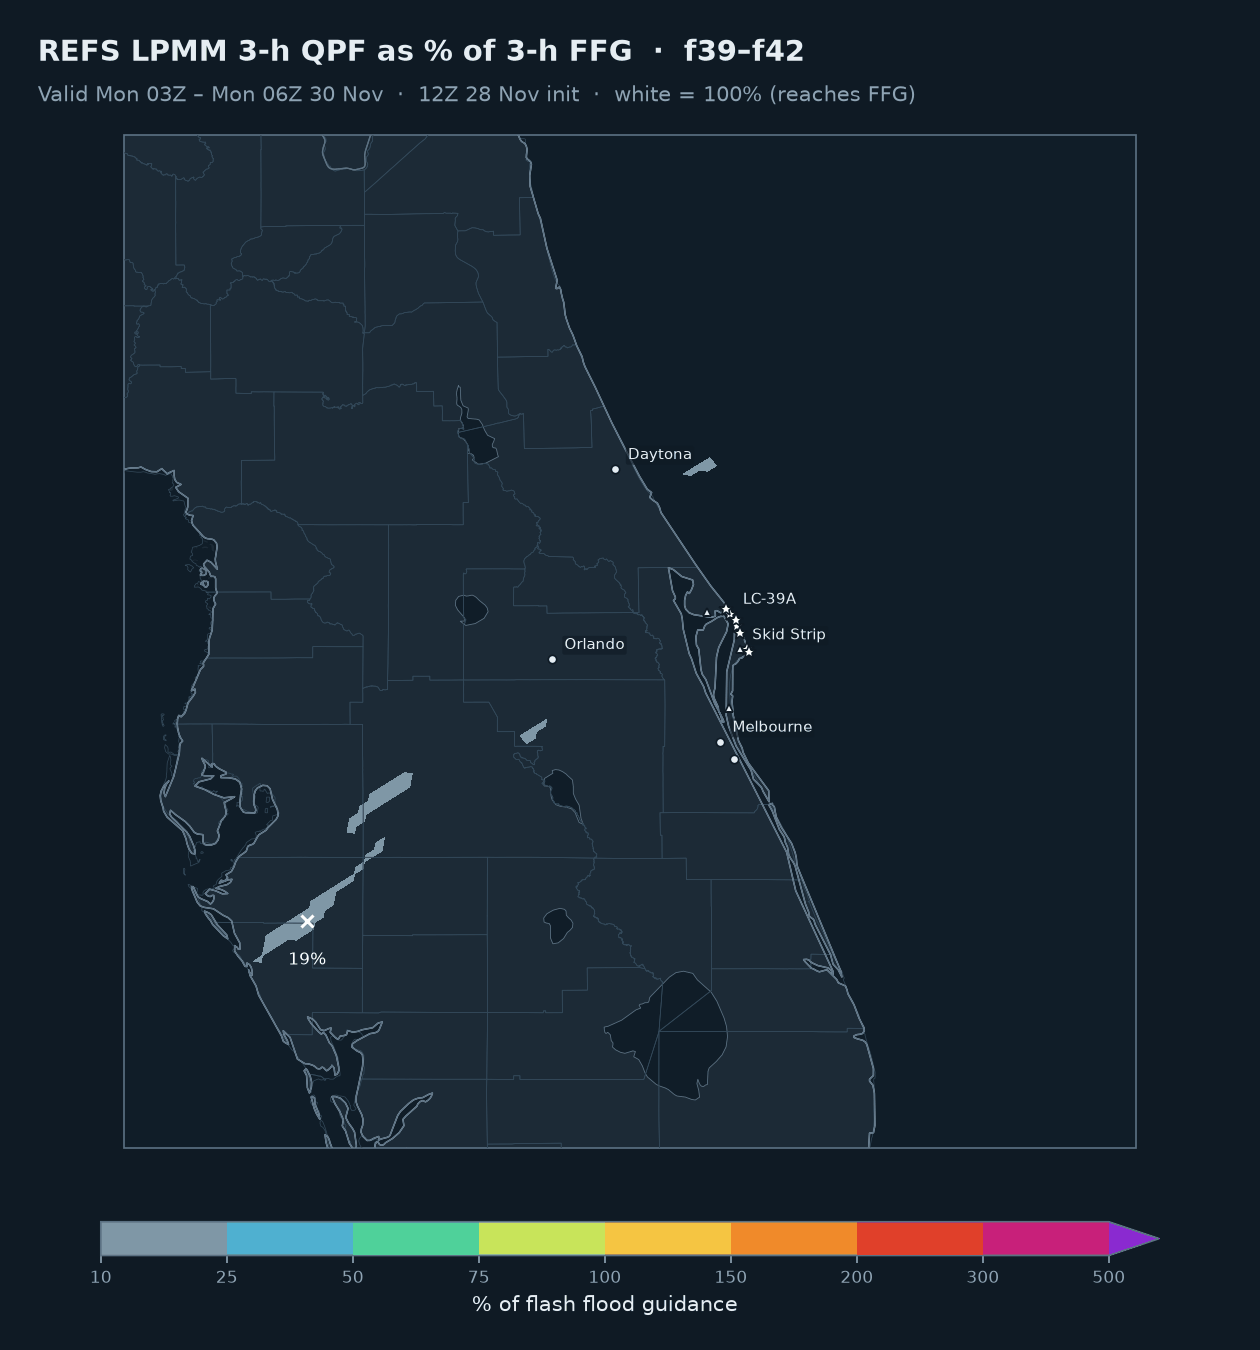 REFS LPMM 3-h QPF as % of 3-h FFG · f39–f42
Valid Mon 03Z – Mon 06Z 30 Nov · 12Z 28 Nov init · white = 100% (reaches FFG)
Daytona
LC-39A
Skid Strip
Orlando
Melbourne
19%
10 25 50 75 100 150 200 300 500
% of flash flood guidance